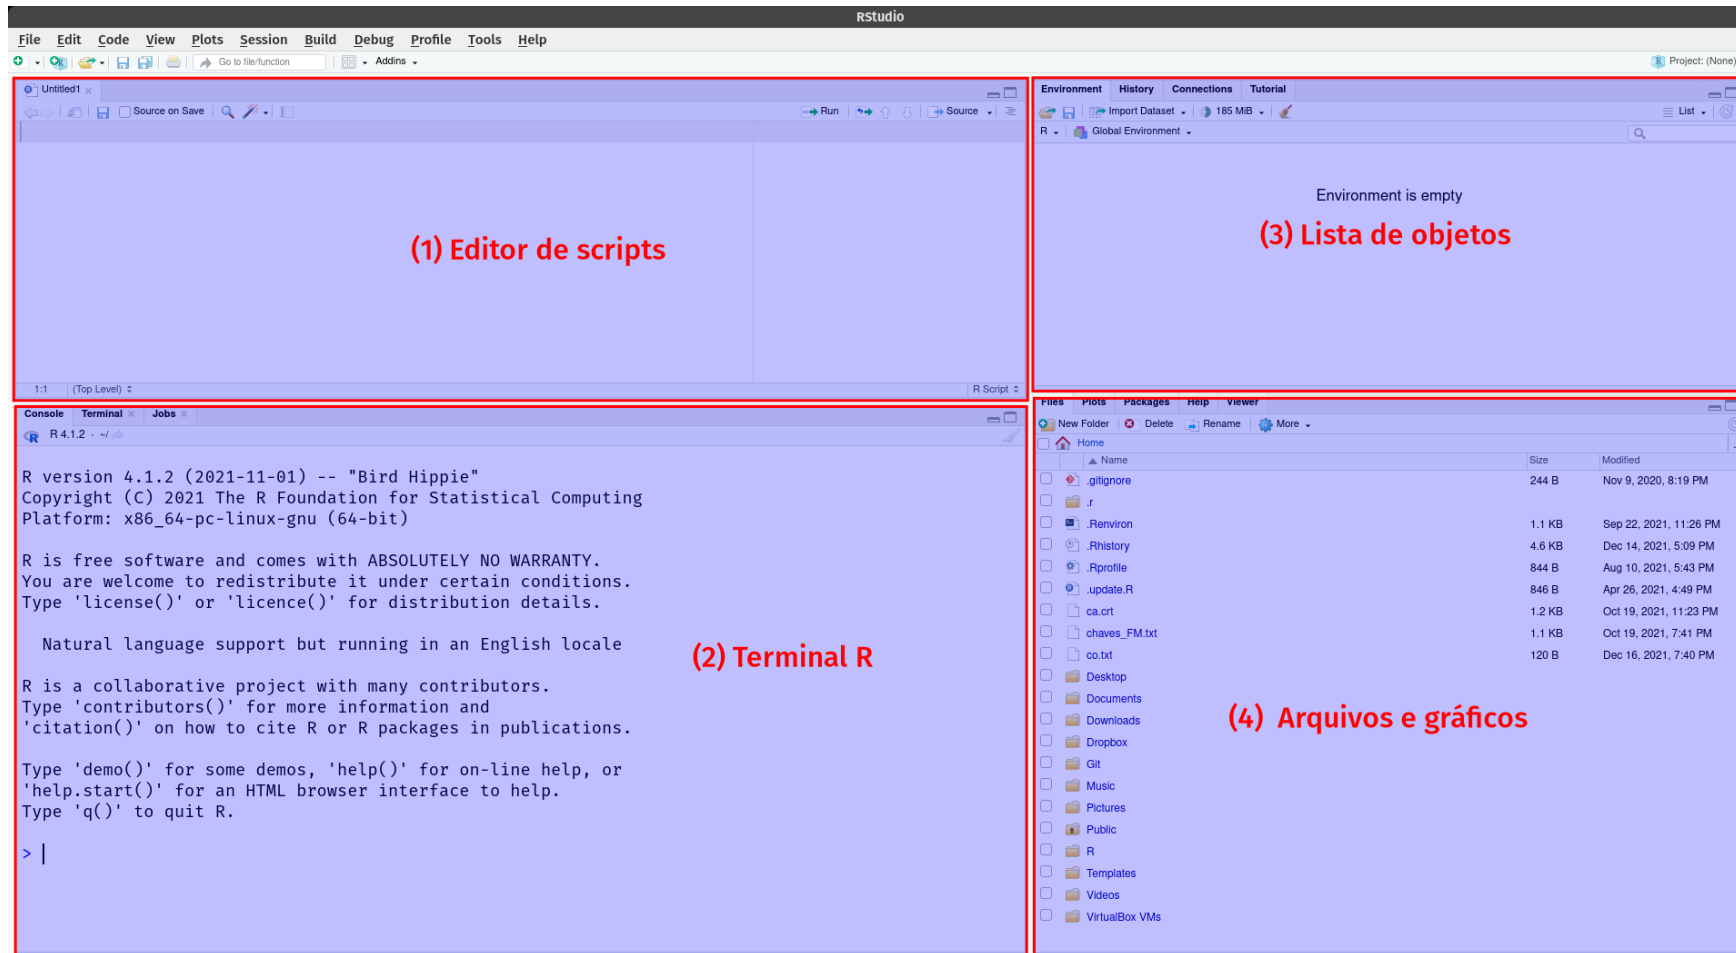 RStudio
File Edit Code View Plots Session Build Debug Profile Tools Help
Go to file/function Addins Project: (None)
Untitled1
Source on Save Run Source
(1) Editor de scripts
1:1 (Top Level) R Script
Console Terminal Jobs
R 4.1.2 · ~/
R version 4.1.2 (2021-11-01) -- "Bird Hippie"
Copyright (C) 2021 The R Foundation for Statistical Computing
Platform: x86_64-pc-linux-gnu (64-bit)
R is free software and comes with ABSOLUTELY NO WARRANTY.
You are welcome to redistribute it under certain conditions.
Type 'license()' or 'licence()' for distribution details.
Natural language support but running in an English locale
(2) Terminal R
R is a collaborative project with many contributors.
Type 'contributors()' for more information and
'citation()' on how to cite R or R packages in publications.
Type 'demo()' for some demos, 'help()' for on-line help, or
'help.start()' for an HTML browser interface to help.
Type 'q()' to quit R.
>
Environment History Connections Tutorial
Import Dataset 185 MiB List
R Global Environment
Environment is empty
(3) Lista de objetos
Files Plots Packages Help Viewer
New Folder Delete Rename More
Home
Name Size Modified
.gitignore 244 B Nov 9, 2020, 8:19 PM
.r
.Renviron 1.1 KB Sep 22, 2021, 11:26 PM
.Rhistory 4.6 KB Dec 14, 2021, 5:09 PM
.Rprofile 844 B Aug 10, 2021, 5:43 PM
.update.R 846 B Apr 26, 2021, 4:49 PM
ca.crt 1.2 KB Oct 19, 2021, 11:23 PM
chaves_FM.txt 1.1 KB Oct 19, 2021, 7:41 PM
co.txt 120 B Dec 16, 2021, 7:40 PM
Desktop
Documents
Downloads
(4) Arquivos e gráficos
Dropbox
Git
Music
Pictures
Public
R
Templates
Videos
VirtualBox VMs